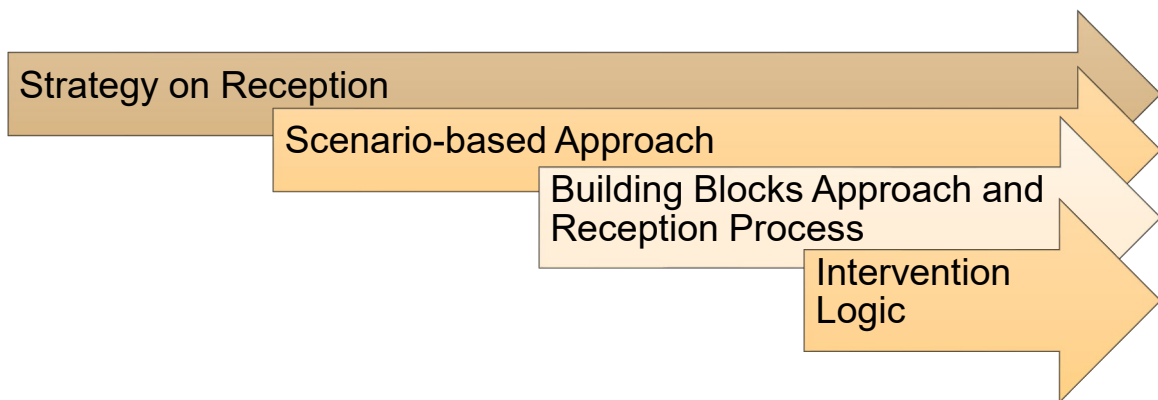 Strategy on Reception
Scenario-based Approach
Building Blocks Approach and
Reception Process
Intervention
Logic